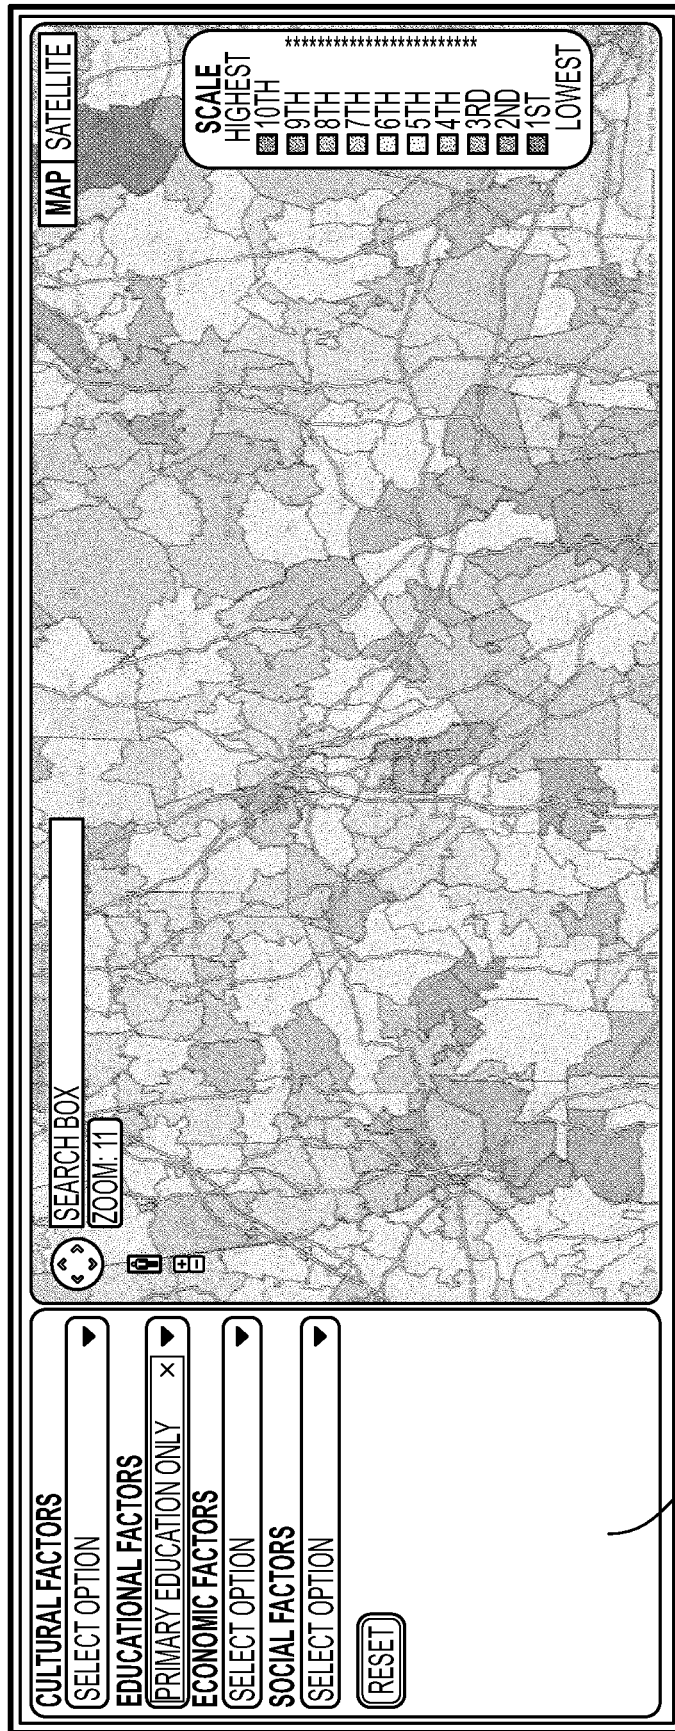 CULTURAL FACTORS
SELECT OPTION
EDUCATIONAL FACTORS
PRIMARY EDUCATION ONLY ×
ECONOMIC FACTORS
SELECT OPTION
SOCIAL FACTORS
SELECT OPTION
RESET
SEARCH BOX
ZOOM: 11
+
−
MAP SATELLITE
SCALE
HIGHEST
10TH
9TH
8TH
7TH
6TH
5TH
4TH
3RD
2ND
1ST
LOWEST
************************